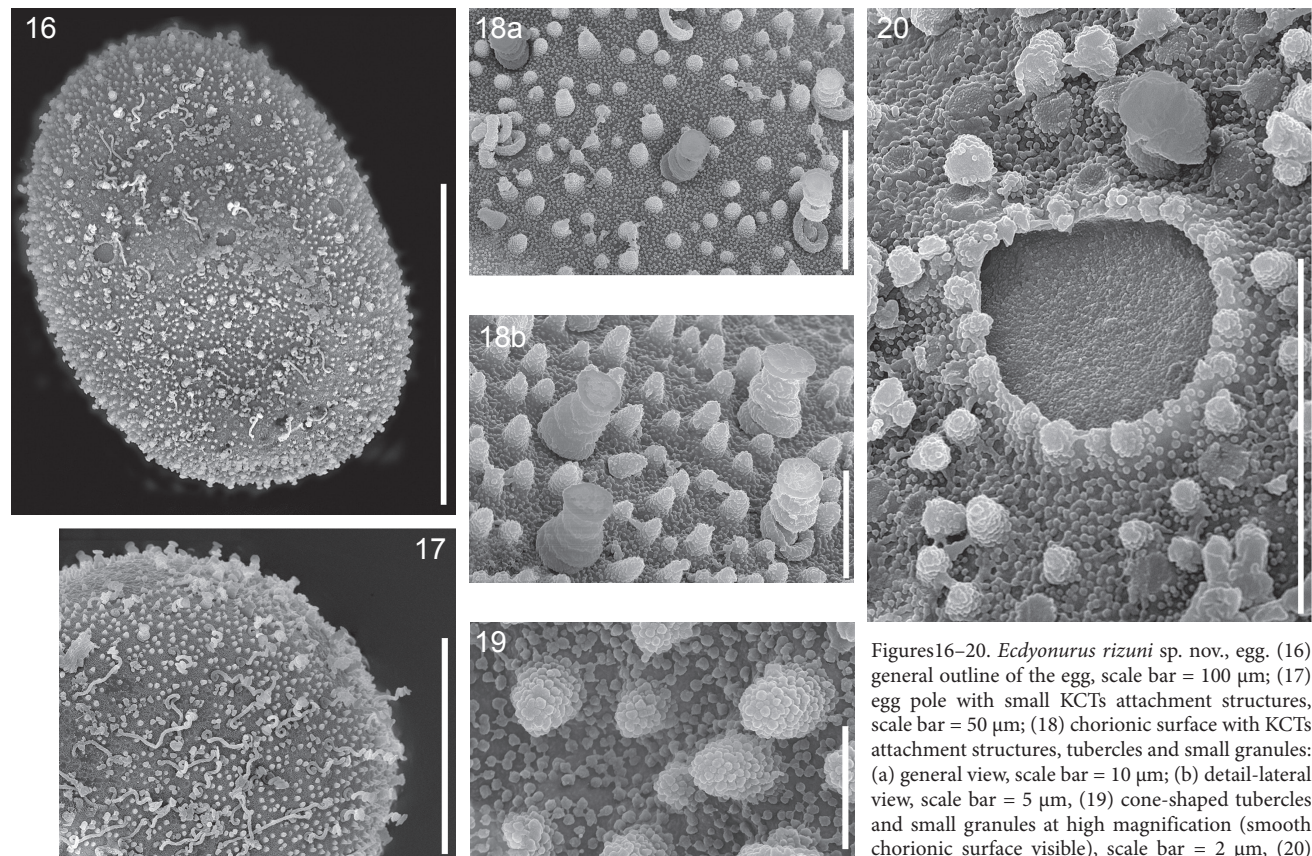 16
17
18a
18b
19
20
Figures16–20. Ecdyonurus rizuni sp. nov., egg. (16)
general outline of the egg, scale bar = 100 μm; (17)
egg pole with small KCTs attachment structures,
scale bar = 50 μm; (18) chorionic surface with KCTs
attachment structures, tubercles and small granules:
(a) general view, scale bar = 10 μm; (b) detail-lateral
view, scale bar = 5 μm, (19) cone-shaped tubercles
and small granules at high magnification (smooth
chorionic surface visible), scale bar = 2 μm, (20)